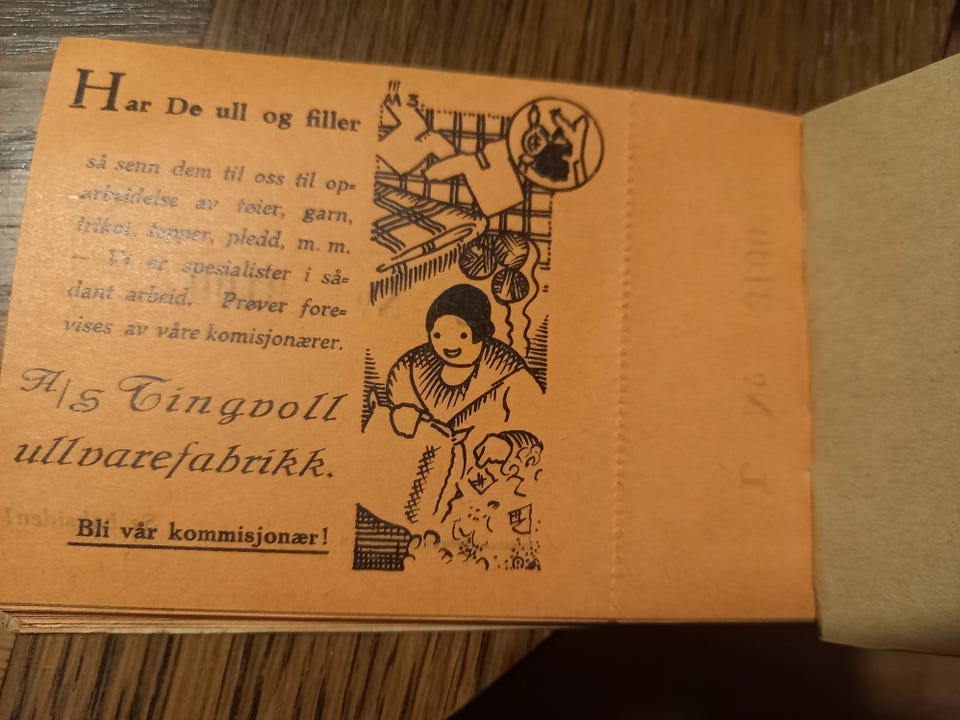 Har De ull og filler
så senn dem til oss til op=
arbeidelse av tøier, garn,
trikot, tepper, pledd, m. m.
— Vi er spesialister i så=
dant arbeid. Prøver fore=
vises av våre komisjonærer.
A/S Tingvoll
ullvarefabrikk.
Bli vår kommisjonær!